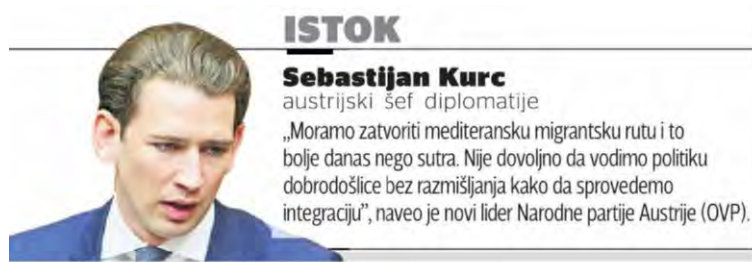 ISTOK
Sebastijan Kurc
austrijski šef diplomatije
„Moramo zatvoriti mediteransku migrantsku rutu i to
bolje danas nego sutra. Nije dovoljno da vodimo politiku
dobrodošlice bez razmišljanja kako da sprovedemo
integraciju”, naveo je novi lider Narodne partije Austrije (OVP).